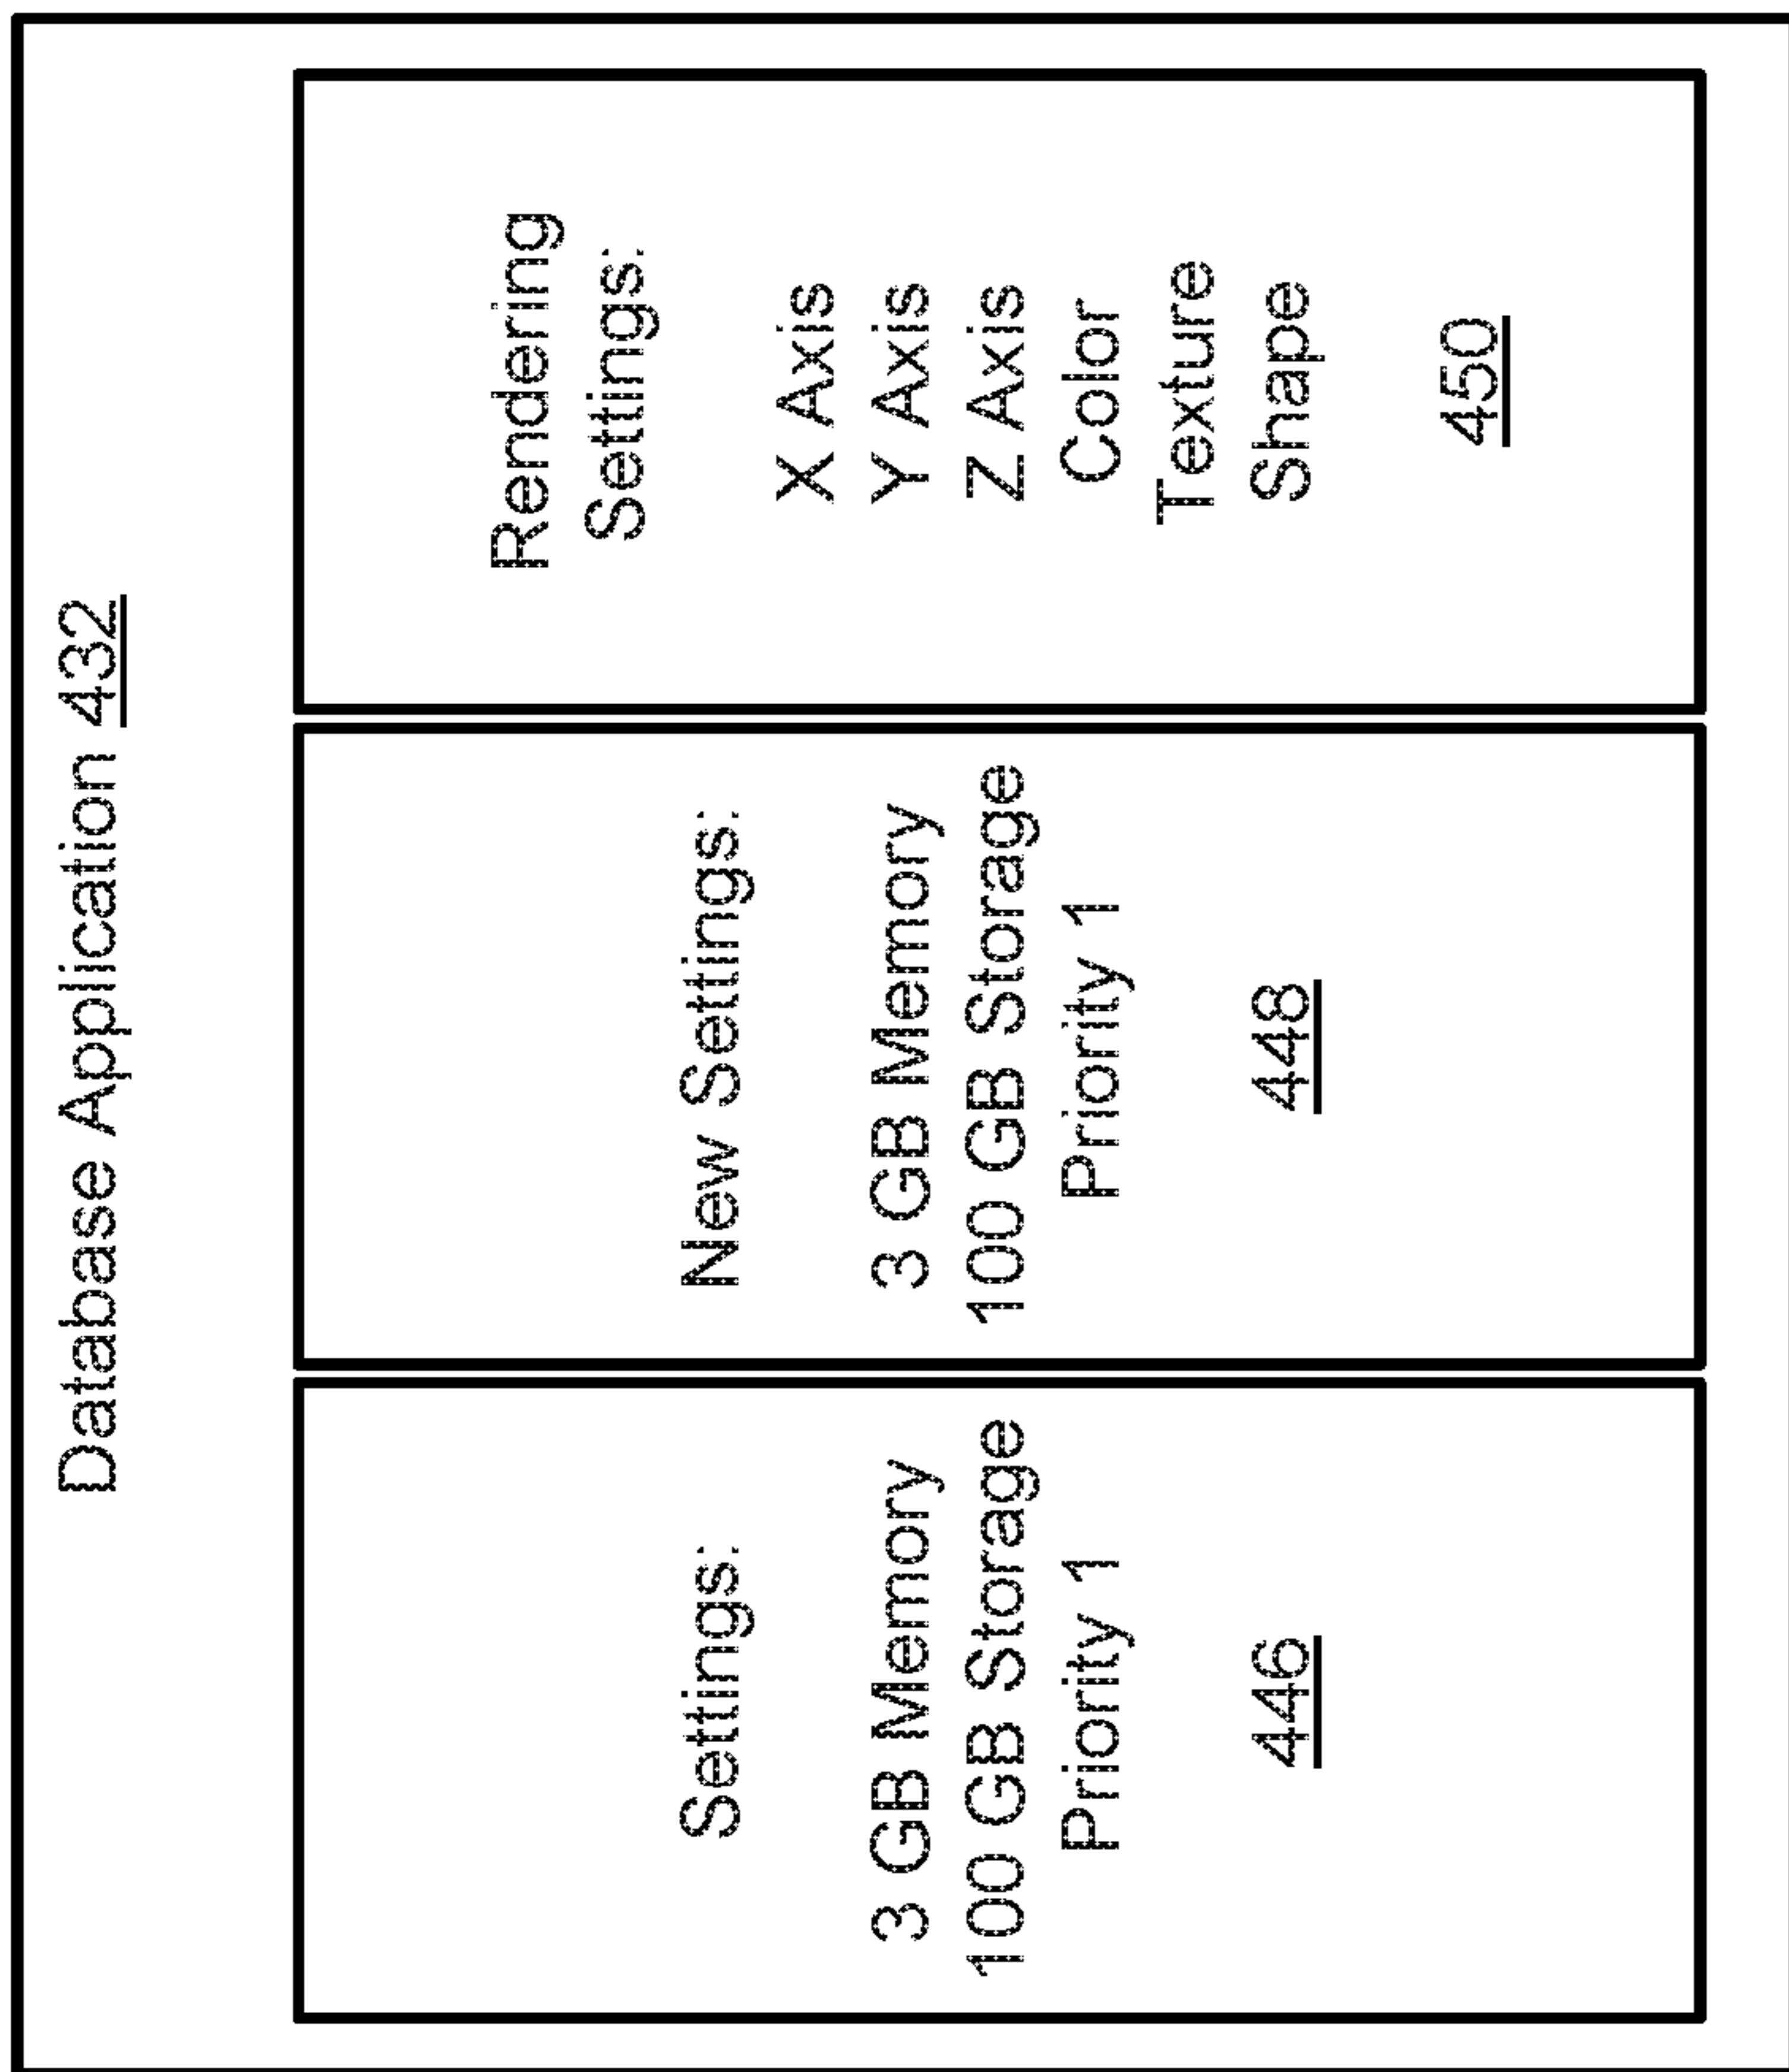 Database Application 432
Settings:
3 GB Memory
100 GB Storage
Priority 1
446
New Settings:
3 GB Memory
100 GB Storage
Priority 1
448
Rendering
Settings:
X Axis
Y Axis
Z Axis
Color
Texture
Shape
450